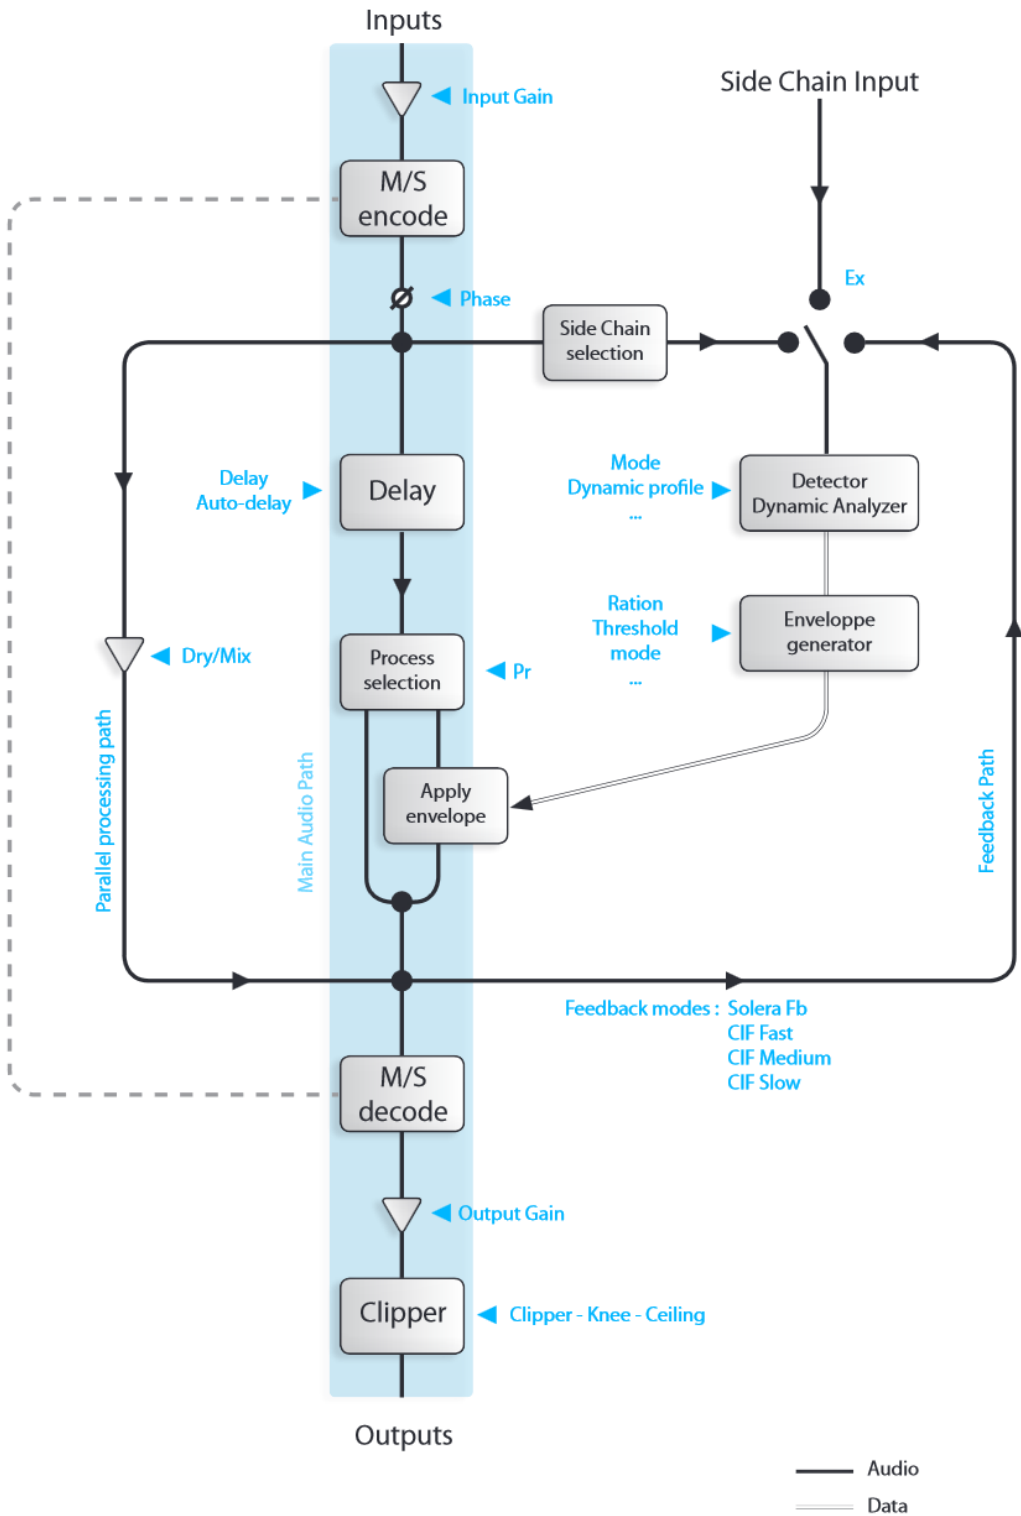 Inputs
Input Gain
Side Chain Input
M/S
encode
Ex
Phase
Side Chain
selection
Delay
Auto-delay
Delay
Mode
Dynamic profile
...
Detector
Dynamic Analyzer
Ration
Threshold
mode
...
Enveloppe
generator
Dry/Mix
Process
selection
Pr
Parallel processing path
Main Audio Path
Apply
envelope
Feedback Path
Feedback modes : Solera Fb
CIF Fast
CIF Medium
CIF Slow
M/S
decode
Output Gain
Clipper
Clipper - Knee - Ceiling
Outputs
Audio
Data